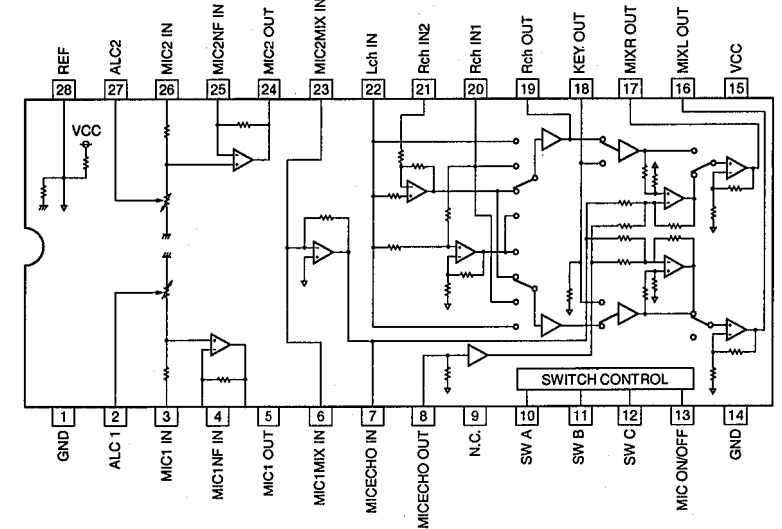 REF
ALC2
MIC2 IN
MIC2NF IN
MIC2 OUT
MIC2MIX IN
Lch IN
Rch IN2
Rch IN1
Rch OUT
KEY OUT
MIXR OUT
MIXL OUT
VCC
28
27
26
25
24
23
22
21
20
19
18
17
16
15
VCC
SWITCH CONTROL
1
2
3
4
5
6
7
8
9
10
11
12
13
14
GND
ALC 1
MIC1 IN
MIC1NF IN
MIC1 OUT
MIC1MIX IN
MICECHO IN
MICECHO OUT
N.C.
SW A
SW B
SW C
MIC ON/OFF
GND